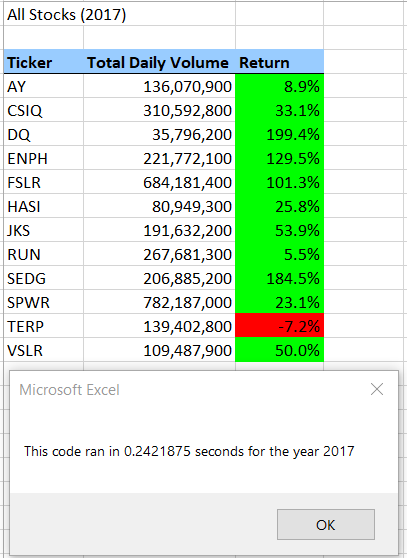 All Stocks (2017)
Ticker Total Daily Volume Return
AY 136,070,900 8.9%
CSIQ 310,592,800 33.1%
DQ 35,796,200 199.4%
ENPH 221,772,100 129.5%
FSLR 684,181,400 101.3%
HASI 80,949,300 25.8%
JKS 191,632,200 53.9%
RUN 267,681,300 5.5%
SEDG 206,885,200 184.5%
SPWR 782,187,000 23.1%
TERP 139,402,800 -7.2%
VSLR 109,487,900 50.0%
Microsoft Excel
This code ran in 0.2421875 seconds for the year 2017
OK